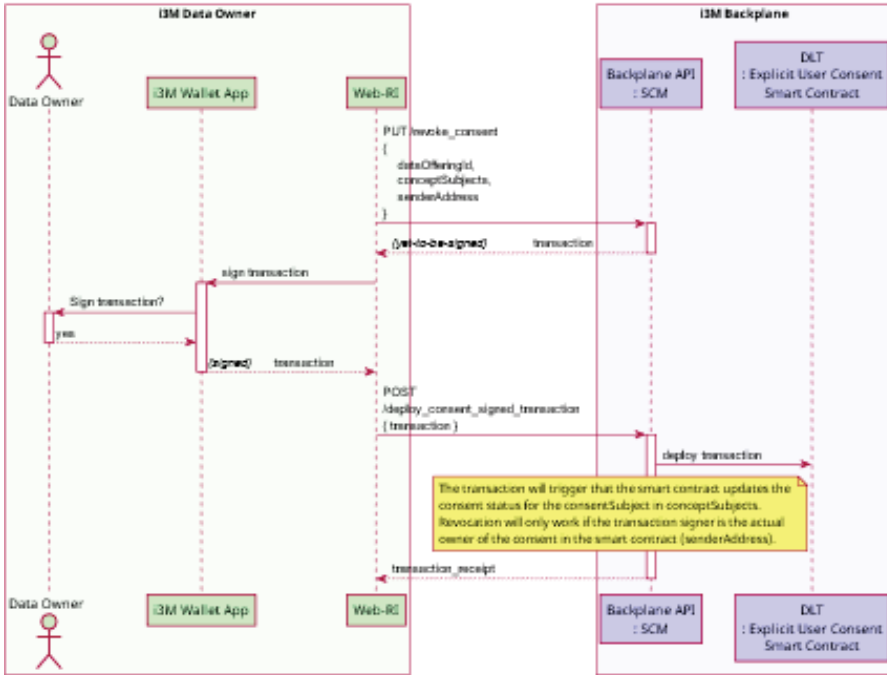 i3M Data Owner
i3M Backplane
Data Owner
i3M Wallet App
Web-RI
Backplane API
: SCM
DLT
: Explicit User Consent
Smart Contract
PUT /revoke_consent
{
dataOfferingId,
conceptSubjects,
senderAddress
}
(yet-to-be-signed) transaction
sign transaction
Sign transaction?
yes
(signed) transaction
POST
/deploy_consent_signed_transaction
{ transaction }
deploy transaction
The transaction will trigger that the smart contract updates the
consent status for the consentSubject in conceptSubjects.
Revocation will only work if the transaction signer is the actual
owner of the consent in the smart contract (senderAddress).
transaction_receipt
Data Owner
i3M Wallet App
Web-RI
Backplane API
: SCM
DLT
: Explicit User Consent
Smart Contract